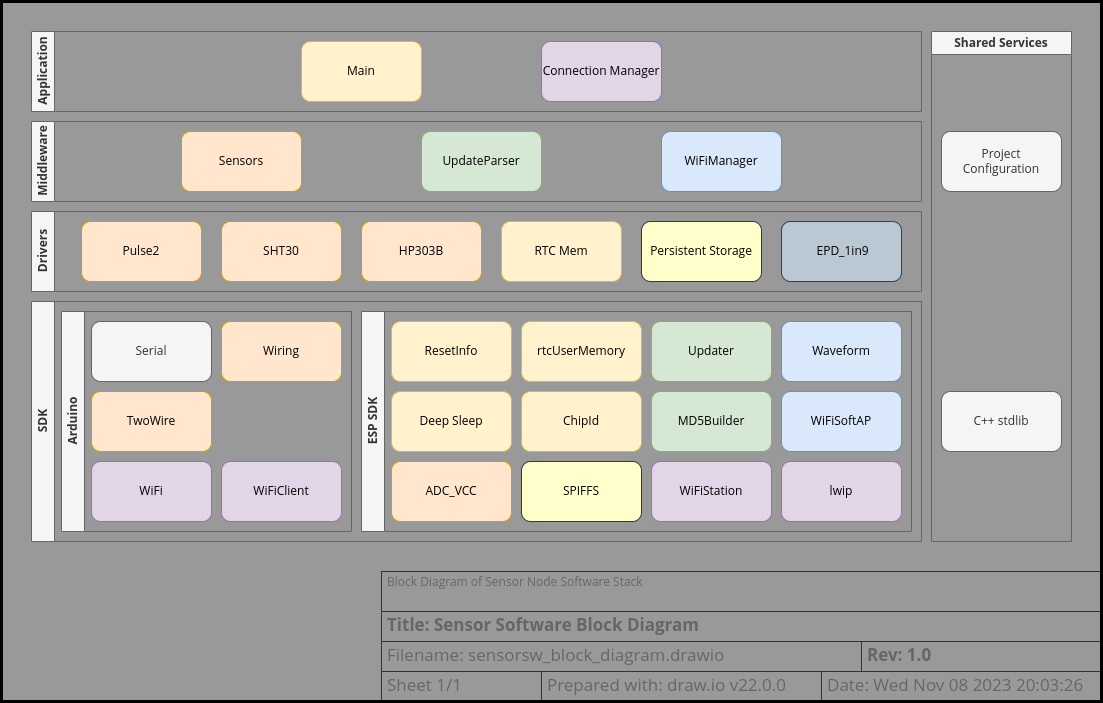 Application
Main
Connection Manager
Shared Services
Middleware
Sensors
UpdateParser
WiFiManager
Project
Configuration
Drivers
Pulse2
SHT30
HP303B
RTC Mem
Persistent Storage
EPD_1in9
SDK
Arduino
Serial
Wiring
TwoWire
WiFi
WiFiClient
ESP SDK
ResetInfo
rtcUserMemory
Updater
Waveform
Deep Sleep
ChipId
MD5Builder
WiFiSoftAP
ADC_VCC
SPIFFS
WiFiStation
lwip
C++ stdlib
Block Diagram of Sensor Node Software Stack
Title: Sensor Software Block Diagram
Filename: sensorsw_block_diagram.drawio
Rev: 1.0
Sheet 1/1
Prepared with: draw.io v22.0.0
Date: Wed Nov 08 2023 20:03:26